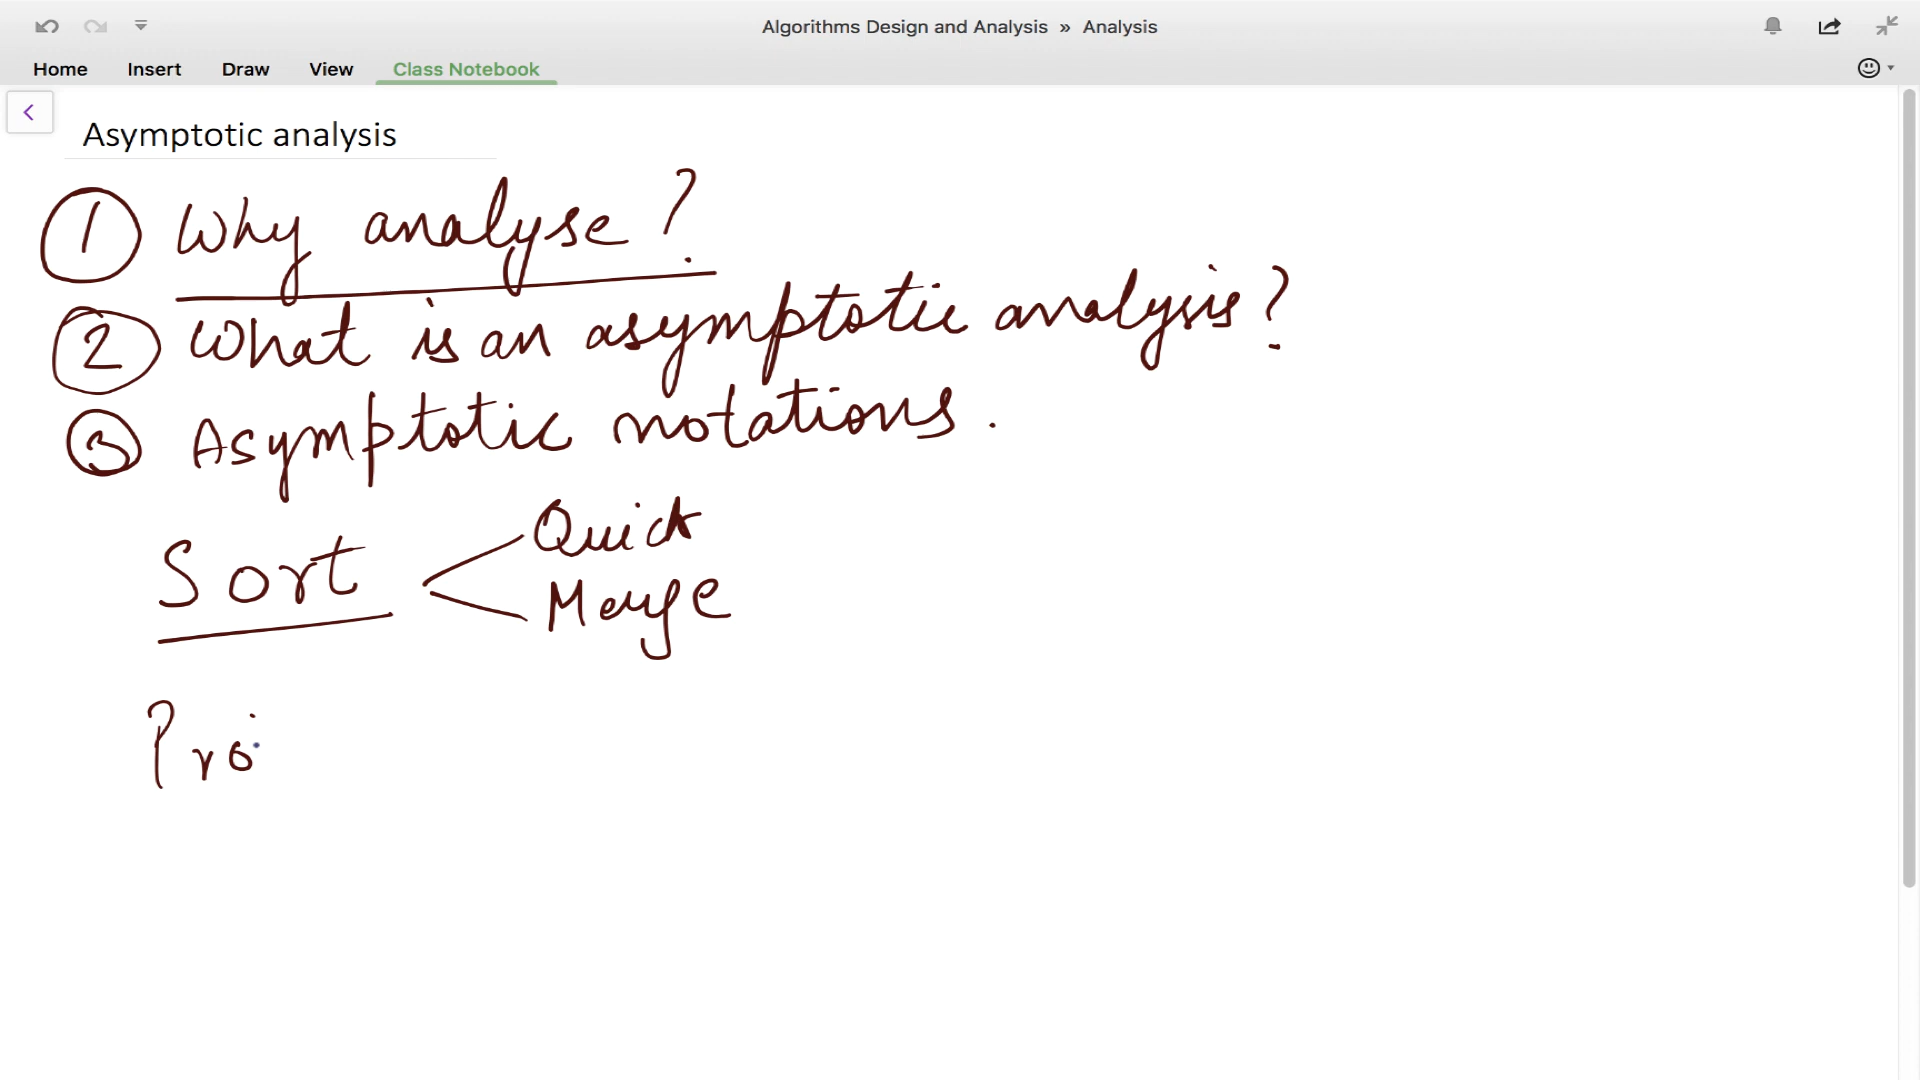 Algorithms Design and Analysis » Analysis
Home Insert Draw View Class Notebook
Asymptotic analysis
1 Why analyse?
2 What is an asymptotic analysis?
3 Asymptotic notations.
Quick
Sort
Merge
Pro